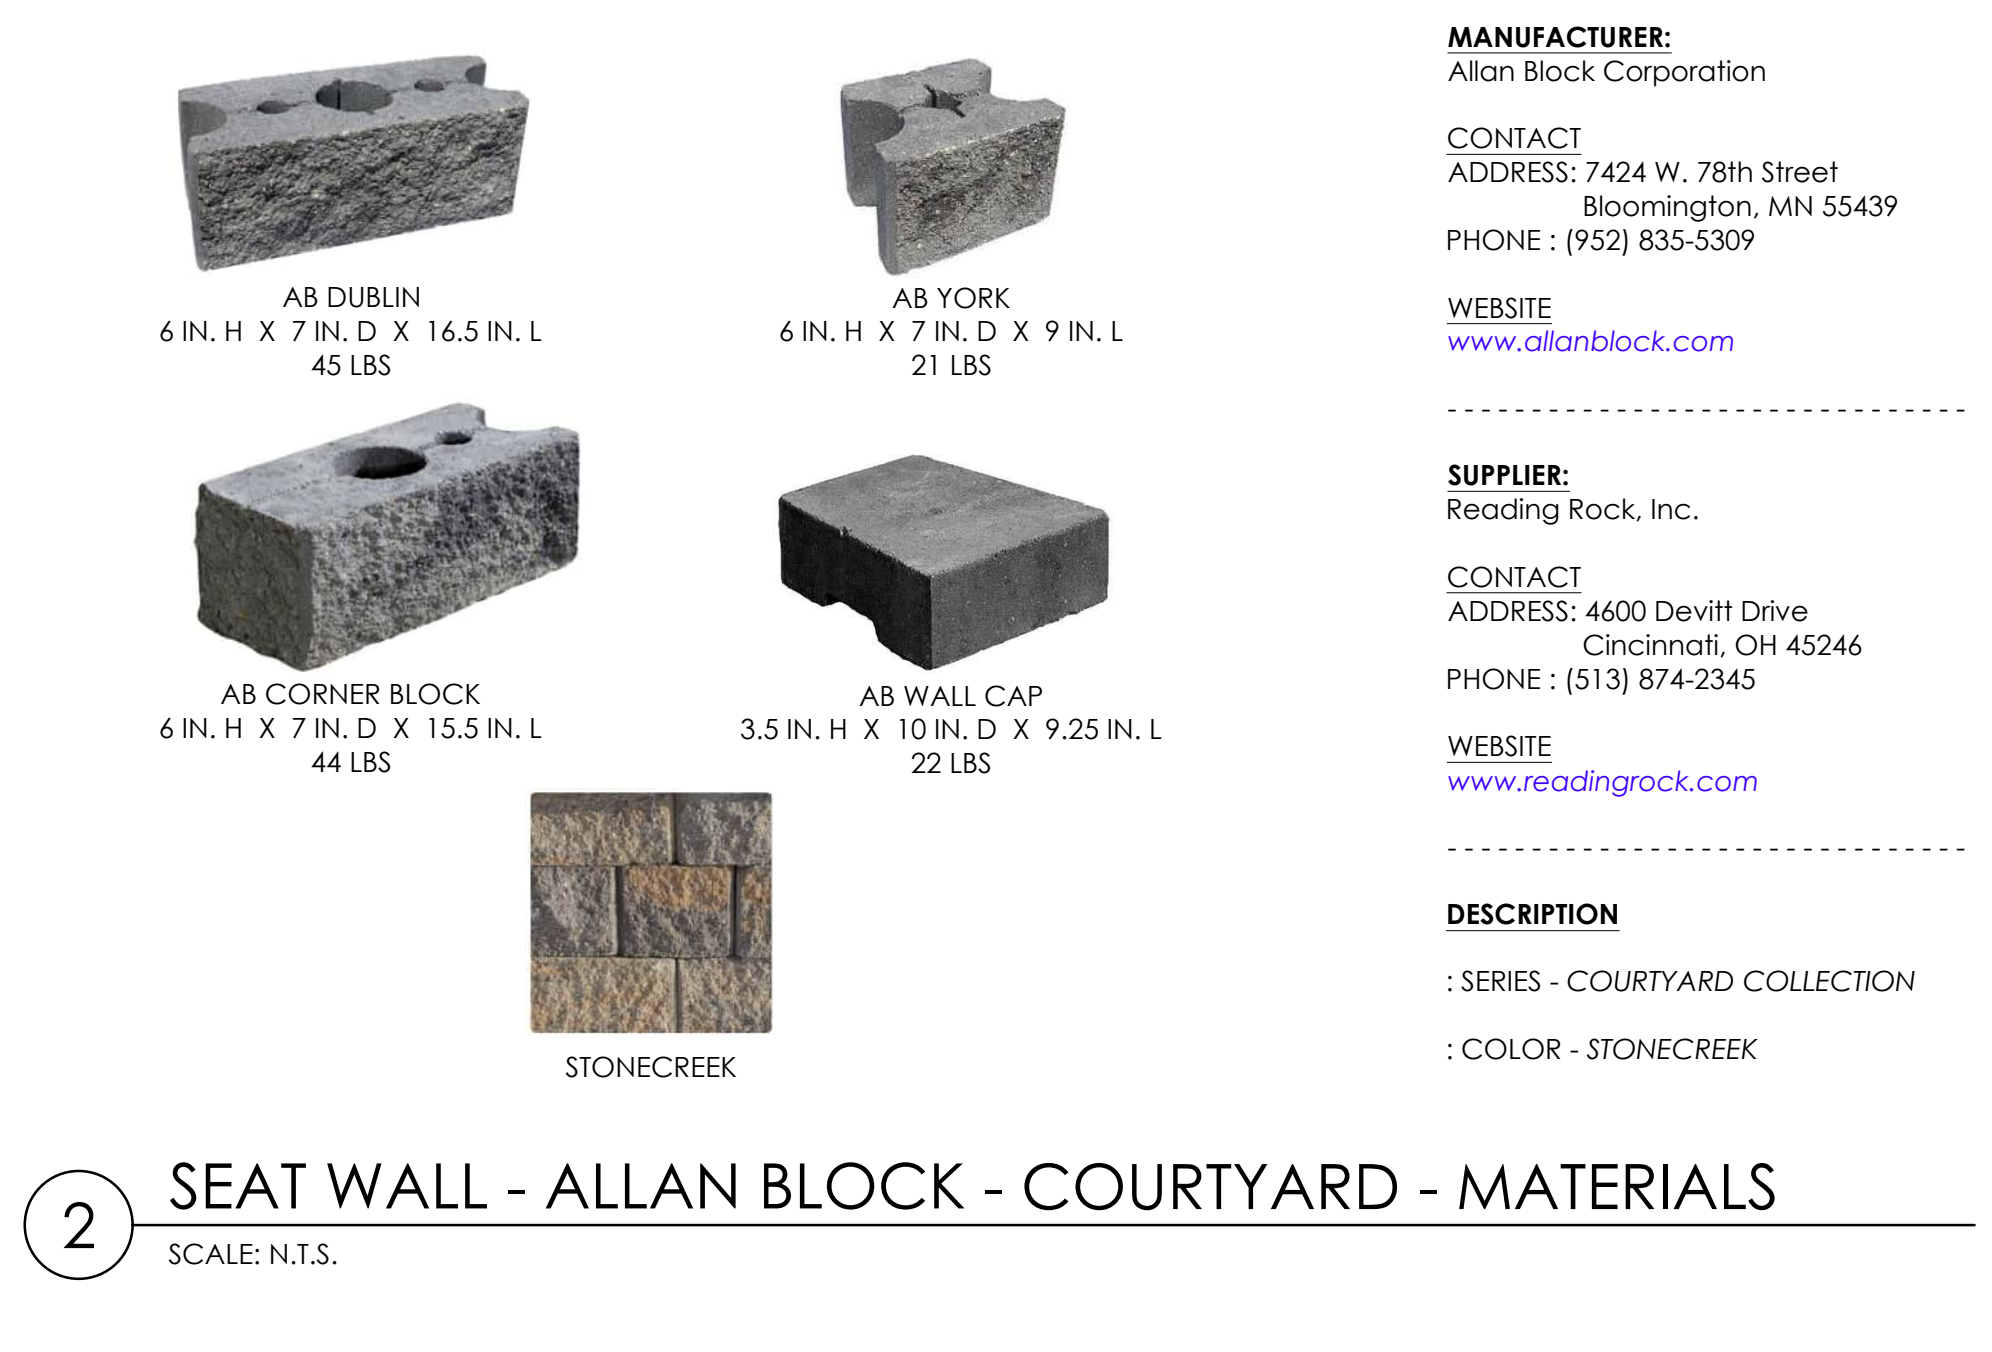 AB DUBLIN
6 IN. H X 7 IN. D X 16.5 IN. L
45 LBS
AB YORK
6 IN. H X 7 IN. D X 9 IN. L
21 LBS
AB CORNER BLOCK
6 IN. H X 7 IN. D X 15.5 IN. L
44 LBS
AB WALL CAP
3.5 IN. H X 10 IN. D X 9.25 IN. L
22 LBS
STONECREEK
MANUFACTURER:
Allan Block Corporation
CONTACT
ADDRESS: 7424 W. 78th Street
Bloomington, MN 55439
PHONE : (952) 835-5309
WEBSITE
www.allanblock.com
- - - - - - - - - - - - - - - - - - - - - - - - - - - - - - -
SUPPLIER:
Reading Rock, Inc.
CONTACT
ADDRESS: 4600 Devitt Drive
Cincinnati, OH 45246
PHONE : (513) 874-2345
WEBSITE
www.readingrock.com
- - - - - - - - - - - - - - - - - - - - - - - - - - - - - - -
DESCRIPTION
: SERIES - COURTYARD COLLECTION
: COLOR - STONECREEK
2
SEAT WALL - ALLAN BLOCK - COURTYARD - MATERIALS
SCALE: N.T.S.